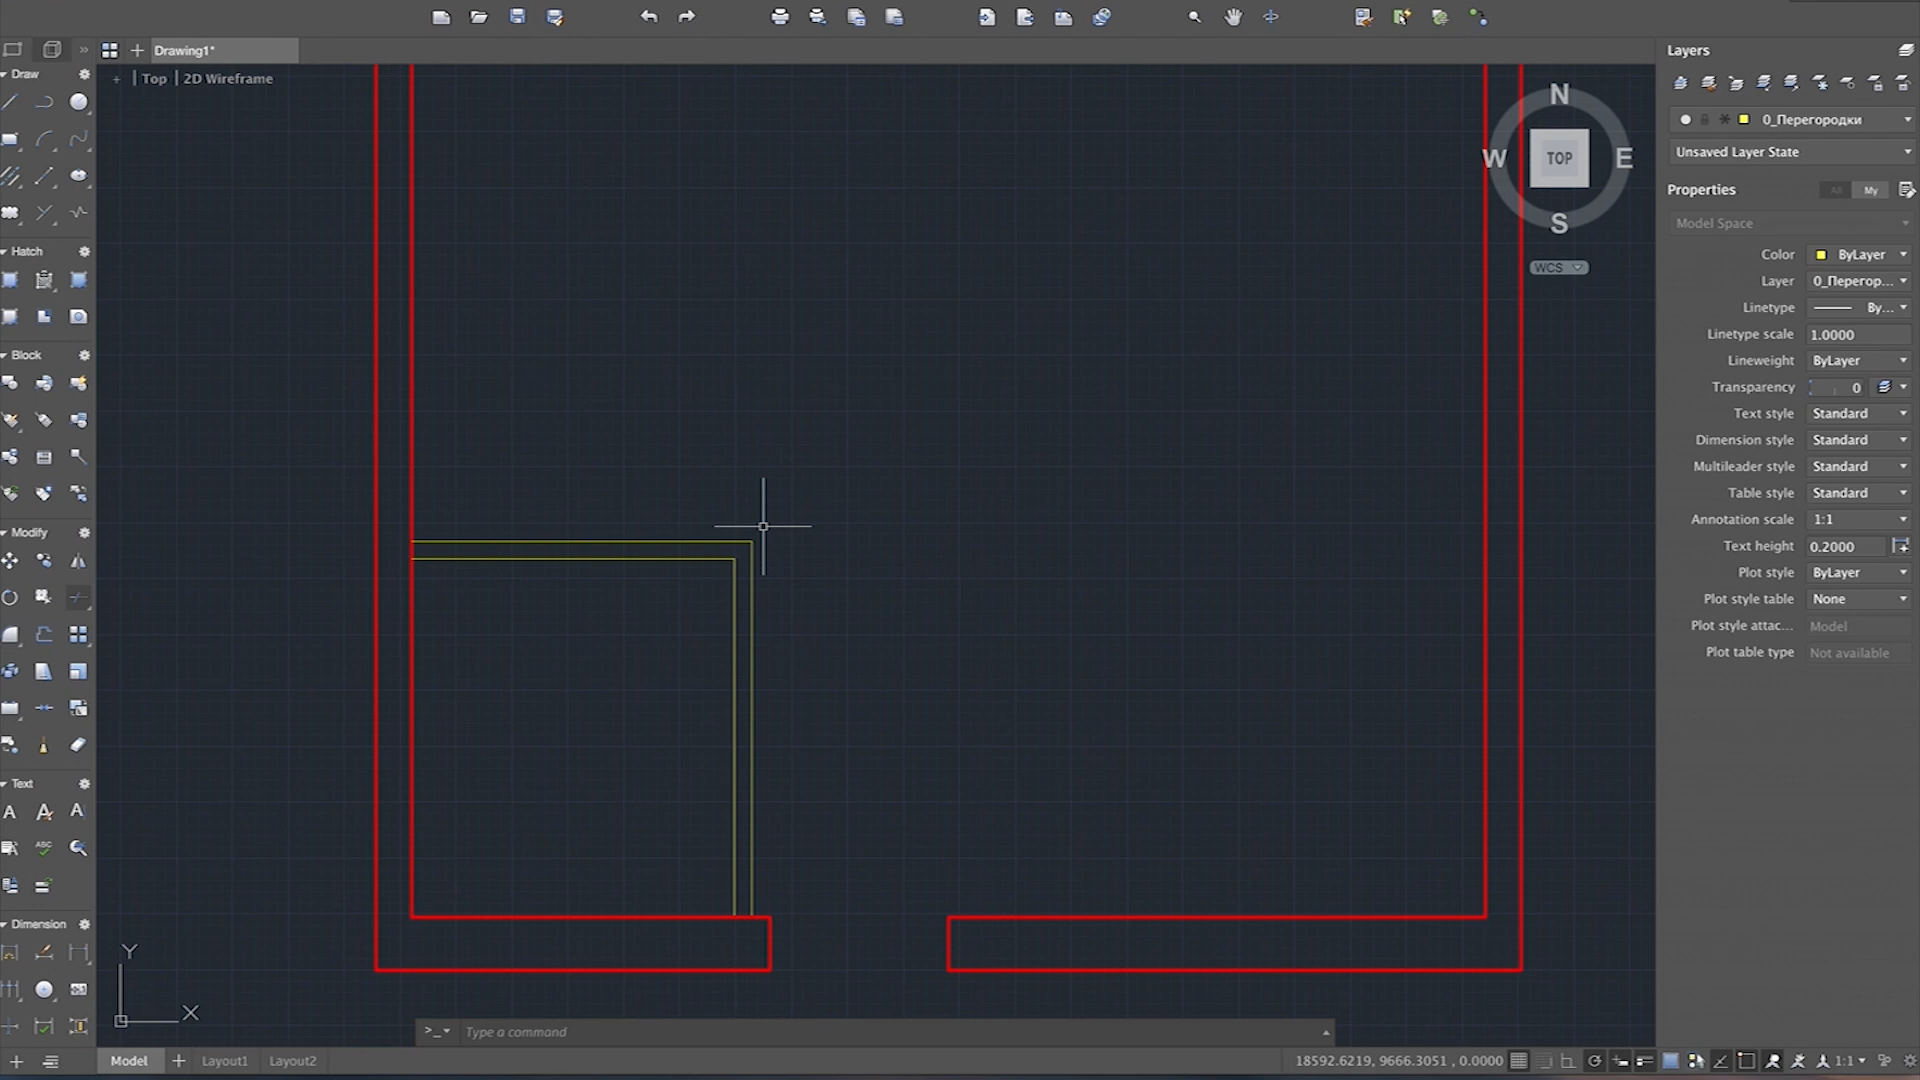 Drawing1*
Layers
Draw
Top
2D Wireframe
N
W
TOP
E
S
WCS
0_Перегородки
Unsaved Layer State
Properties
All
My
Model Space
Color
ByLayer
Layer
0_Перегор...
Linetype
By...
Linetype scale
1.0000
Lineweight
ByLayer
Transparency
0
Text style
Standard
Dimension style
Standard
Multileader style
Standard
Table style
Standard
Annotation scale
1:1
Text height
0.2000
Plot style
ByLayer
Plot style table
None
Plot style attac...
Model
Plot table type
Not available
Hatch
Block
Modify
Text
A
A
A
ABC
Dimension
Y
X
>_
Type a command
Model
Layout1
Layout2
18592.6219, 9666.3051 , 0.0000
1:1